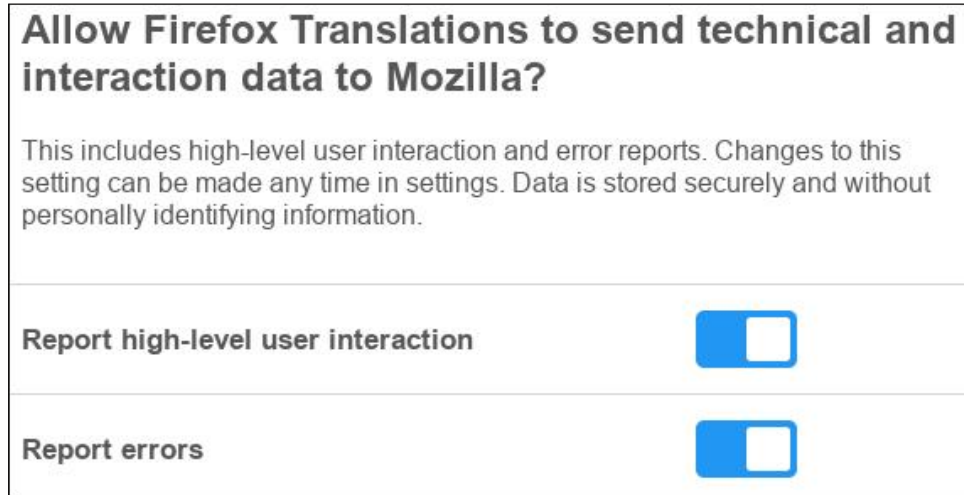 Allow Firefox Translations to send technical and
interaction data to Mozilla?
This includes high-level user interaction and error reports. Changes to this
setting can be made any time in settings. Data is stored securely and without
personally identifying information.
Report high-level user interaction
Report errors